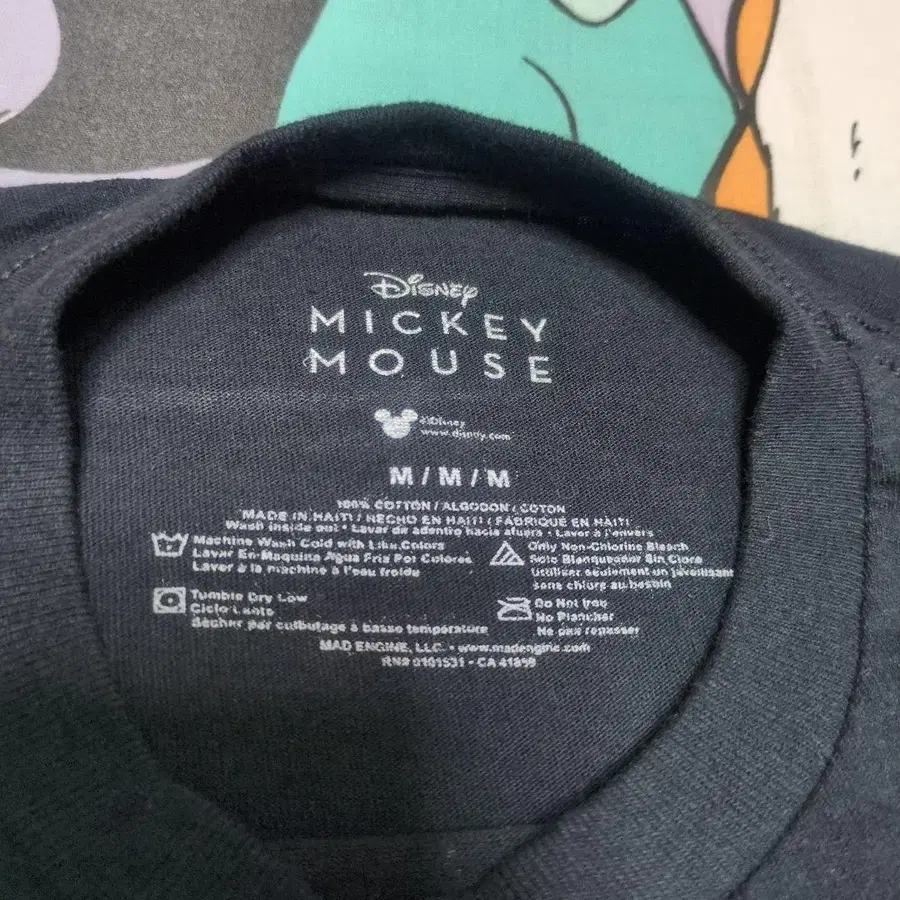 Disney
MICKEY
MOUSE
©Disney
www.disney.com
M / M / M
100% COTTON / ALGODON / COTON
MADE IN HAITI / HECHO EN HAITI / FABRIQUÉ EN HAITI
Wash inside out • Lavar de adentro hacia afuera • Laver à l'envers
Machine Wash Cold with Like Colors
Lavar En Maquina Agua Fria Por Colores
Laver à la machine à l'eau froide
Only Non-Chlorine Bleach
Solo Blanqueador Sin Cloro
Utiliser seulement un javellisant
sans chlore au besoin
Tumble Dry Low
Ciclo Lento
Sécher par culbutage à basse température
Do Not Iron
No Planchar
Ne pas repasser
MAD ENGINE, LLC. • www.madengine.com
RN# 0101531 - CA 41899